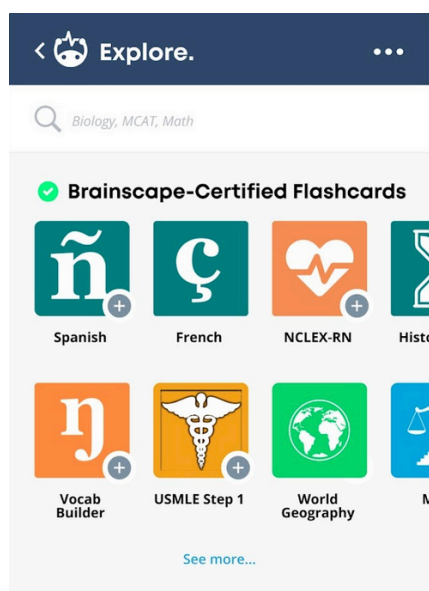 Explore.
Biology, MCAT, Math
Brainscape-Certified Flashcards
ñ
ç
Spanish
French
NCLEX-RN
Histo
ŋ
Vocab
Builder
USMLE Step 1
World
Geography
M
See more...